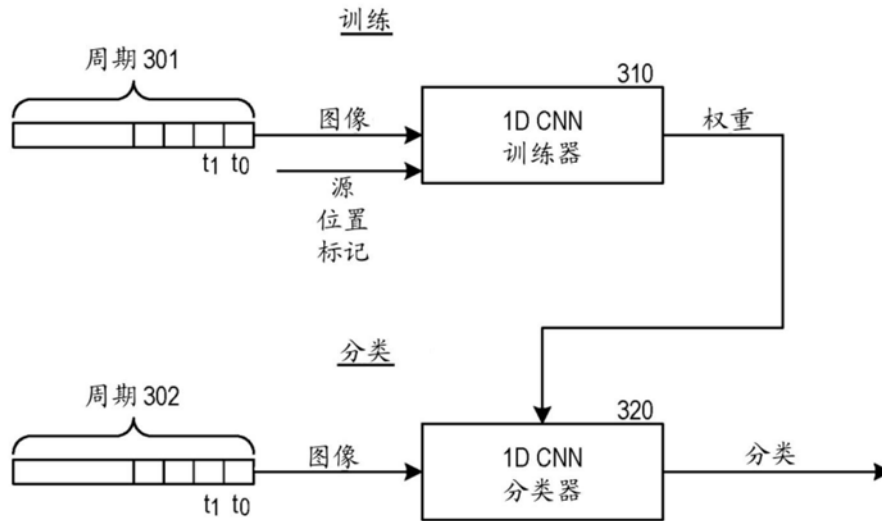 训练
周期 301
310
图像
1D CNN
训练器
权重
t1 t0
源
位置
标记
分类
周期 302
320
图像
1D CNN
分类器
分类
t1 t0